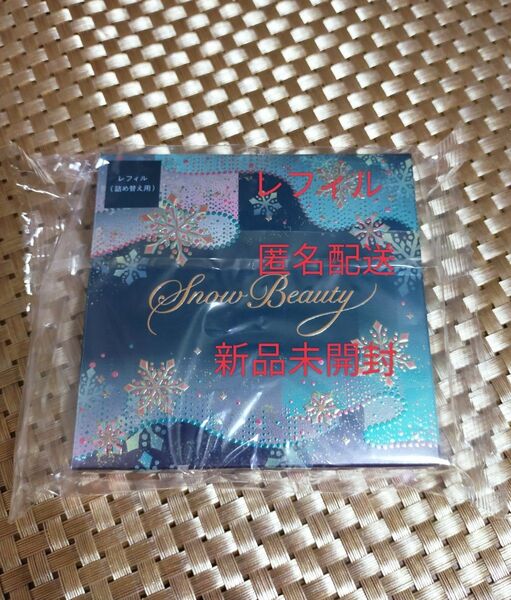 レフィル
(詰め替え用)
レフィル
匿名配送
Snow Beauty
新品未開封